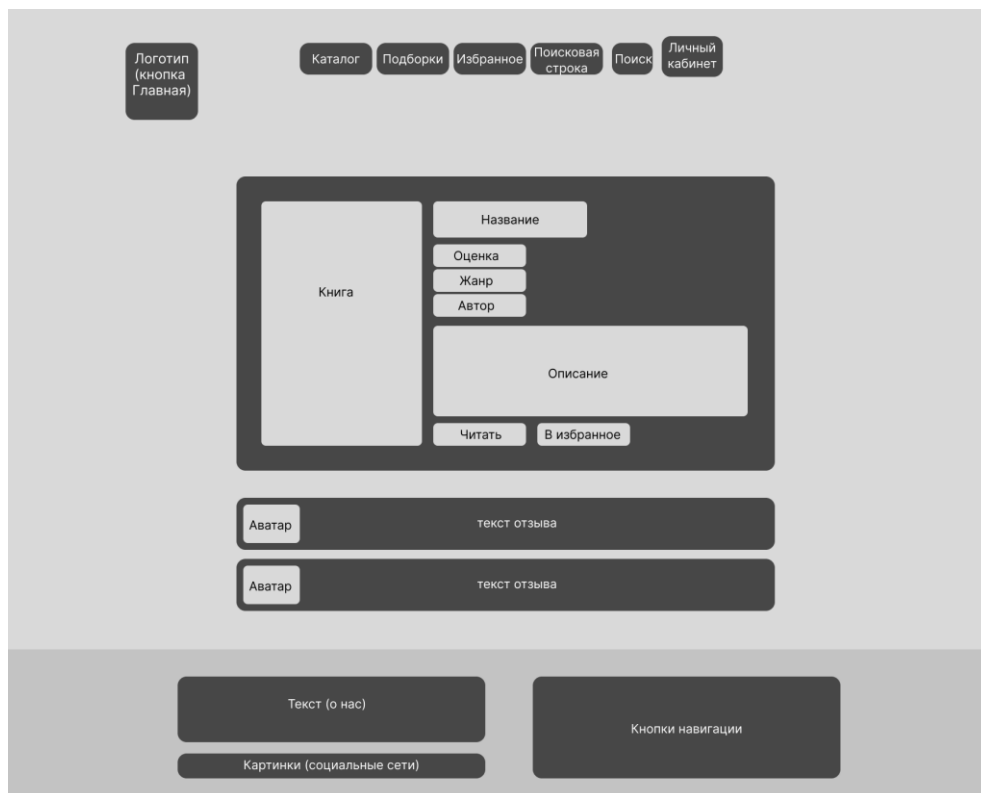 Логотип
(кнопка
Главная)
Каталог
Подборки
Избранное
Поисковая
строка
Поиск
Личный
кабинет
Книга
Название
Оценка
Жанр
Автор
Описание
Читать
В избранное
Аватар
текст отзыва
Аватар
текст отзыва
Текст (о нас)
Картинки (социальные сети)
Кнопки навигации